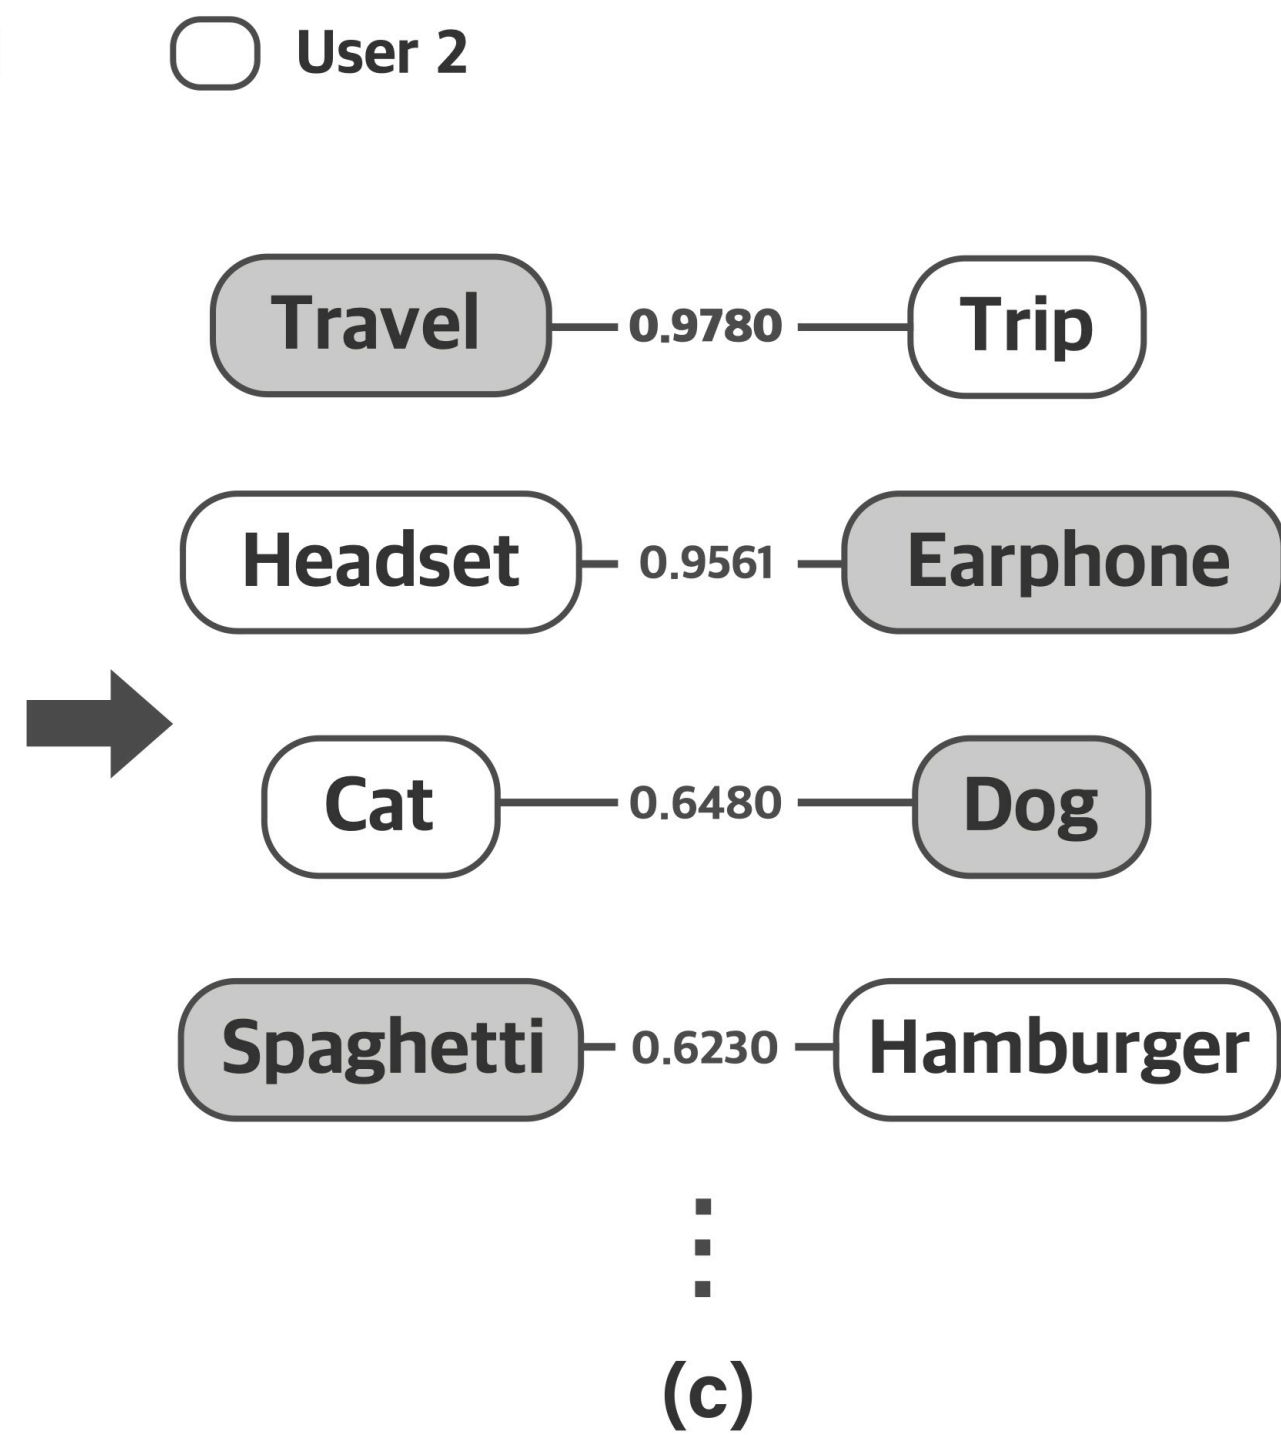 User 2
Travel 0.9780 Trip
Headset 0.9561 Earphone
Cat 0.6480 Dog
Spaghetti 0.6230 Hamburger
(c)